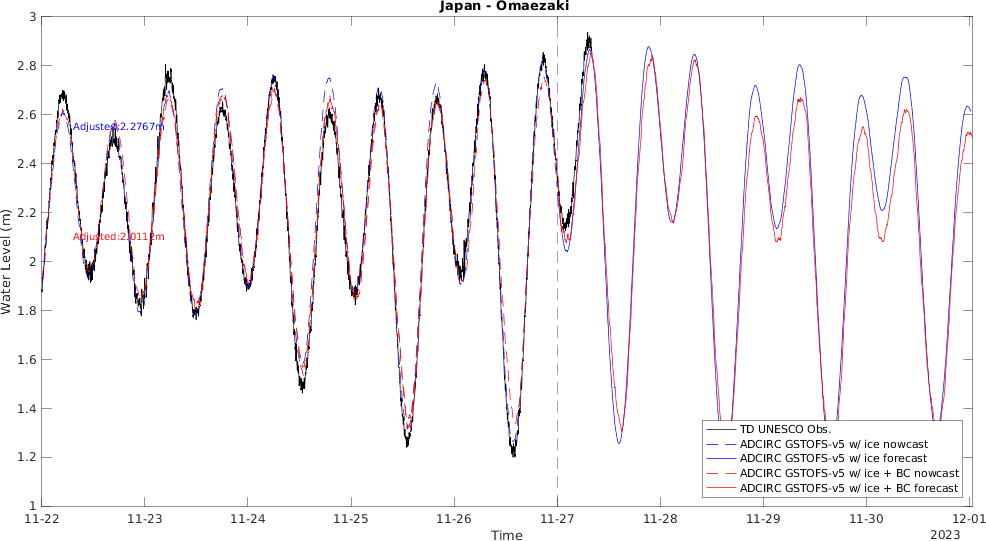 Japan - Omaezaki
3
2.8
2.6
2.4
2.2
2
1.8
1.6
1.4
1.2
1
Water Level (m)
Adjusted:2.2767m
Adjusted:2.0112m
TD UNESCO Obs.
ADCIRC GSTOFS-v5 w/ ice nowcast
ADCIRC GSTOFS-v5 w/ ice forecast
ADCIRC GSTOFS-v5 w/ ice + BC nowcast
ADCIRC GSTOFS-v5 w/ ice + BC forecast
11-22 11-23 11-24 11-25 11-26 11-27 11-28 11-29 11-30 12-01
Time
2023